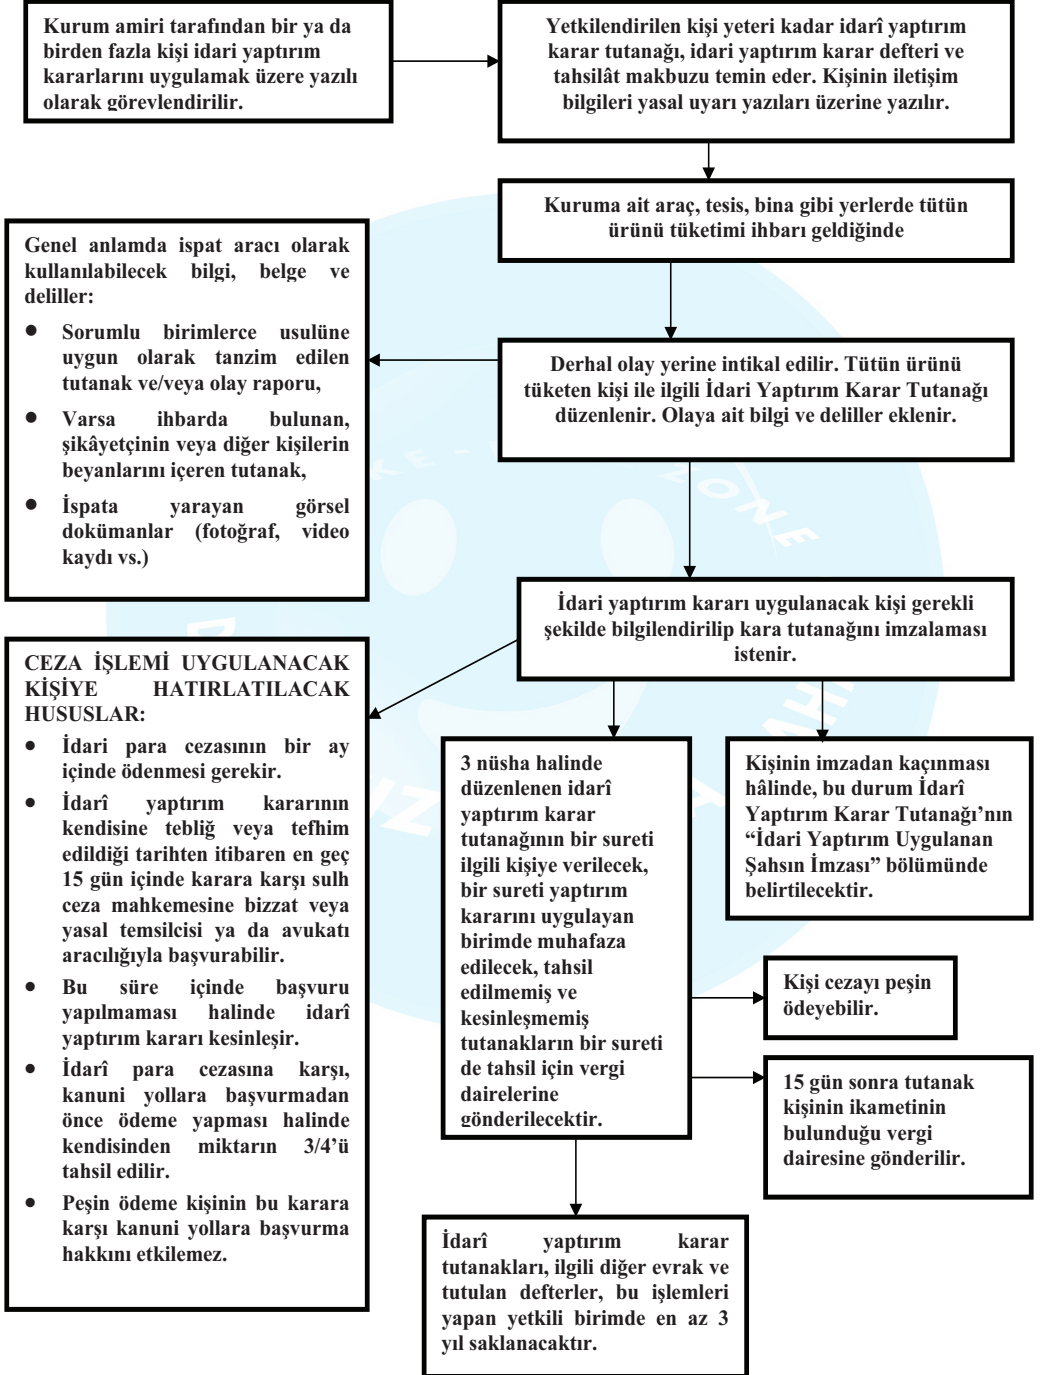 Kurum amiri tarafından bir ya da
birden fazla kişi idari yaptırım
kararlarını uygulamak üzere yazılı
olarak görevlendirilir.
Yetkilendirilen kişi yeteri kadar idarî yaptırım
karar tutanağı, idari yaptırım karar defteri ve
tahsilât makbuzu temin eder. Kişinin iletişim
bilgileri yasal uyarı yazıları üzerine yazılır.
Kuruma ait araç, tesis, bina gibi yerlerde tütün
ürünü tüketimi ihbarı geldiğinde
Genel anlamda ispat aracı olarak
kullanılabilecek bilgi, belge ve
deliller:
● Sorumlu birimlerce usulüne
uygun olarak tanzim edilen
tutanak ve/veya olay raporu,
● Varsa ihbarda bulunan,
şikâyetçinin veya diğer kişilerin
beyanlarını içeren tutanak,
● İspata yarayan görsel
dokümanlar (fotoğraf, video
kaydı vs.)
Derhal olay yerine intikal edilir. Tütün ürünü
tüketen kişi ile ilgili İdari Yaptırım Karar Tutanağı
düzenlenir. Olaya ait bilgi ve deliller eklenir.
ZONE
İdari yaptırım kararı uygulanacak kişi gerekli
şekilde bilgilendirilip kara tutanağını imzalaması
istenir.
CEZA İŞLEMİ UYGULANACAK
KİŞİYE HATIRLATILACAK
HUSUSLAR:
● İdari para cezasının bir ay
içinde ödenmesi gerekir.
● İdarî yaptırım kararının
kendisine tebliğ veya tefhim
edildiği tarihten itibaren en geç
15 gün içinde karara karşı sulh
ceza mahkemesine bizzat veya
yasal temsilcisi ya da avukatı
aracılığıyla başvurabilir.
● Bu süre içinde başvuru
yapılmaması halinde idarî
yaptırım kararı kesinleşir.
● İdarî para cezasına karşı,
kanuni yollara başvurmadan
önce ödeme yapması halinde
kendisinden miktarın 3/4’ü
tahsil edilir.
● Peşin ödeme kişinin bu karara
karşı kanuni yollara başvurma
hakkını etkilemez.
3 nüsha halinde
düzenlenen idarî
yaptırım karar
tutanağının bir sureti
ilgili kişiye verilecek,
bir sureti yaptırım
kararını uygulayan
birimde muhafaza
edilecek, tahsil
edilmemiş ve
kesinleşmemiş
tutanakların bir sureti
de tahsil için vergi
dairelerine
gönderilecektir.
Kişinin imzadan kaçınması
hâlinde, bu durum İdarî
Yaptırım Karar Tutanağı’nın
“İdari Yaptırım Uygulanan
Şahsın İmzası” bölümünde
belirtilecektir.
Kişi cezayı peşin
ödeyebilir.
15 gün sonra tutanak
kişinin ikametinin
bulunduğu vergi
dairesine gönderilir.
İdarî yaptırım karar
tutanakları, ilgili diğer evrak ve
tutulan defterler, bu işlemleri
yapan yetkili birimde en az 3
yıl saklanacaktır.